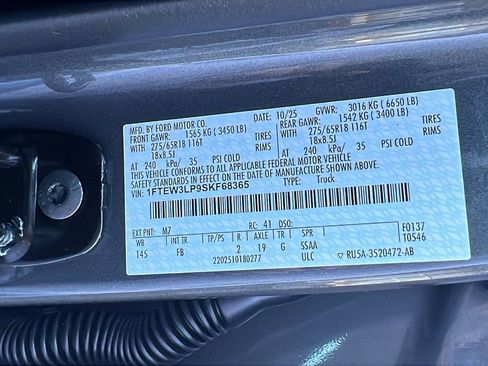 MFD. BY FORD MOTOR CO. DATE: 10/25 GVWR: 3016 KG (6650 LB)
FRONT GAWR: 1565 KG (3450 LB) REAR GAWR: 1542 KG (3400 LB)
WITH 275/65R18 116T TIRES WITH 275/65R18 116T TIRES
18x8.5J RIMS 18x8.5J RIMS
AT 240 kPa/ 35 PSI COLD AT 240 kPa/ 35 PSI COLD
THIS VEHICLE CONFORMS TO ALL APPLICABLE FEDERAL MOTOR VEHICLE
SAFETY STANDARDS IN EFFECT ON THE DATE OF MANUFACTURE SHOWN ABOVE.
VIN: 1FTEW3LP9SKF68365 TYPE: Truck
F0137
T0546
EXT PNT: M7 RC: 41 DSO:
WB INT TR TP/PS R TR AXLE SPR
145 FB 2 19 G SSAA
2202510180277 ULC ▽ RU5A-3520472-AB